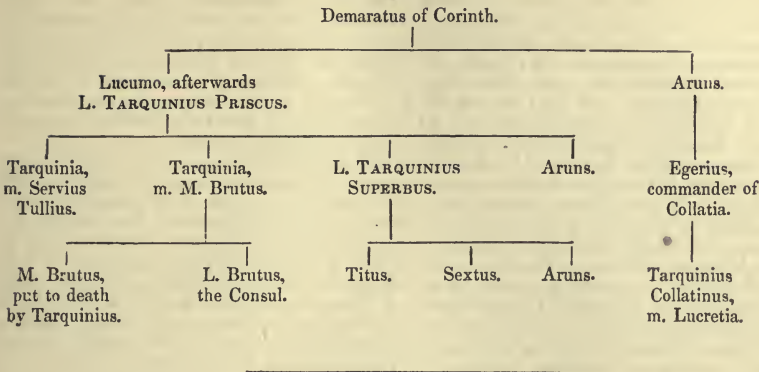 Demaratus of Corinth.
Lucumo, afterwards
L. TARQUINIUS PRISCUS.
Aruns.
Tarquinia,
m. Servius
Tullius.
Tarquinia,
m. M. Brutus.
L. TARQUINIUS
SUPERBUS.
Aruns.
Egerius,
commander of
Collatia.
M. Brutus,
put to death
by Tarquinius.
L. Brutus,
the Consul.
Titus.
Sextus.
Aruns.
Tarquinius
Collatinus,
m. Lucretia.